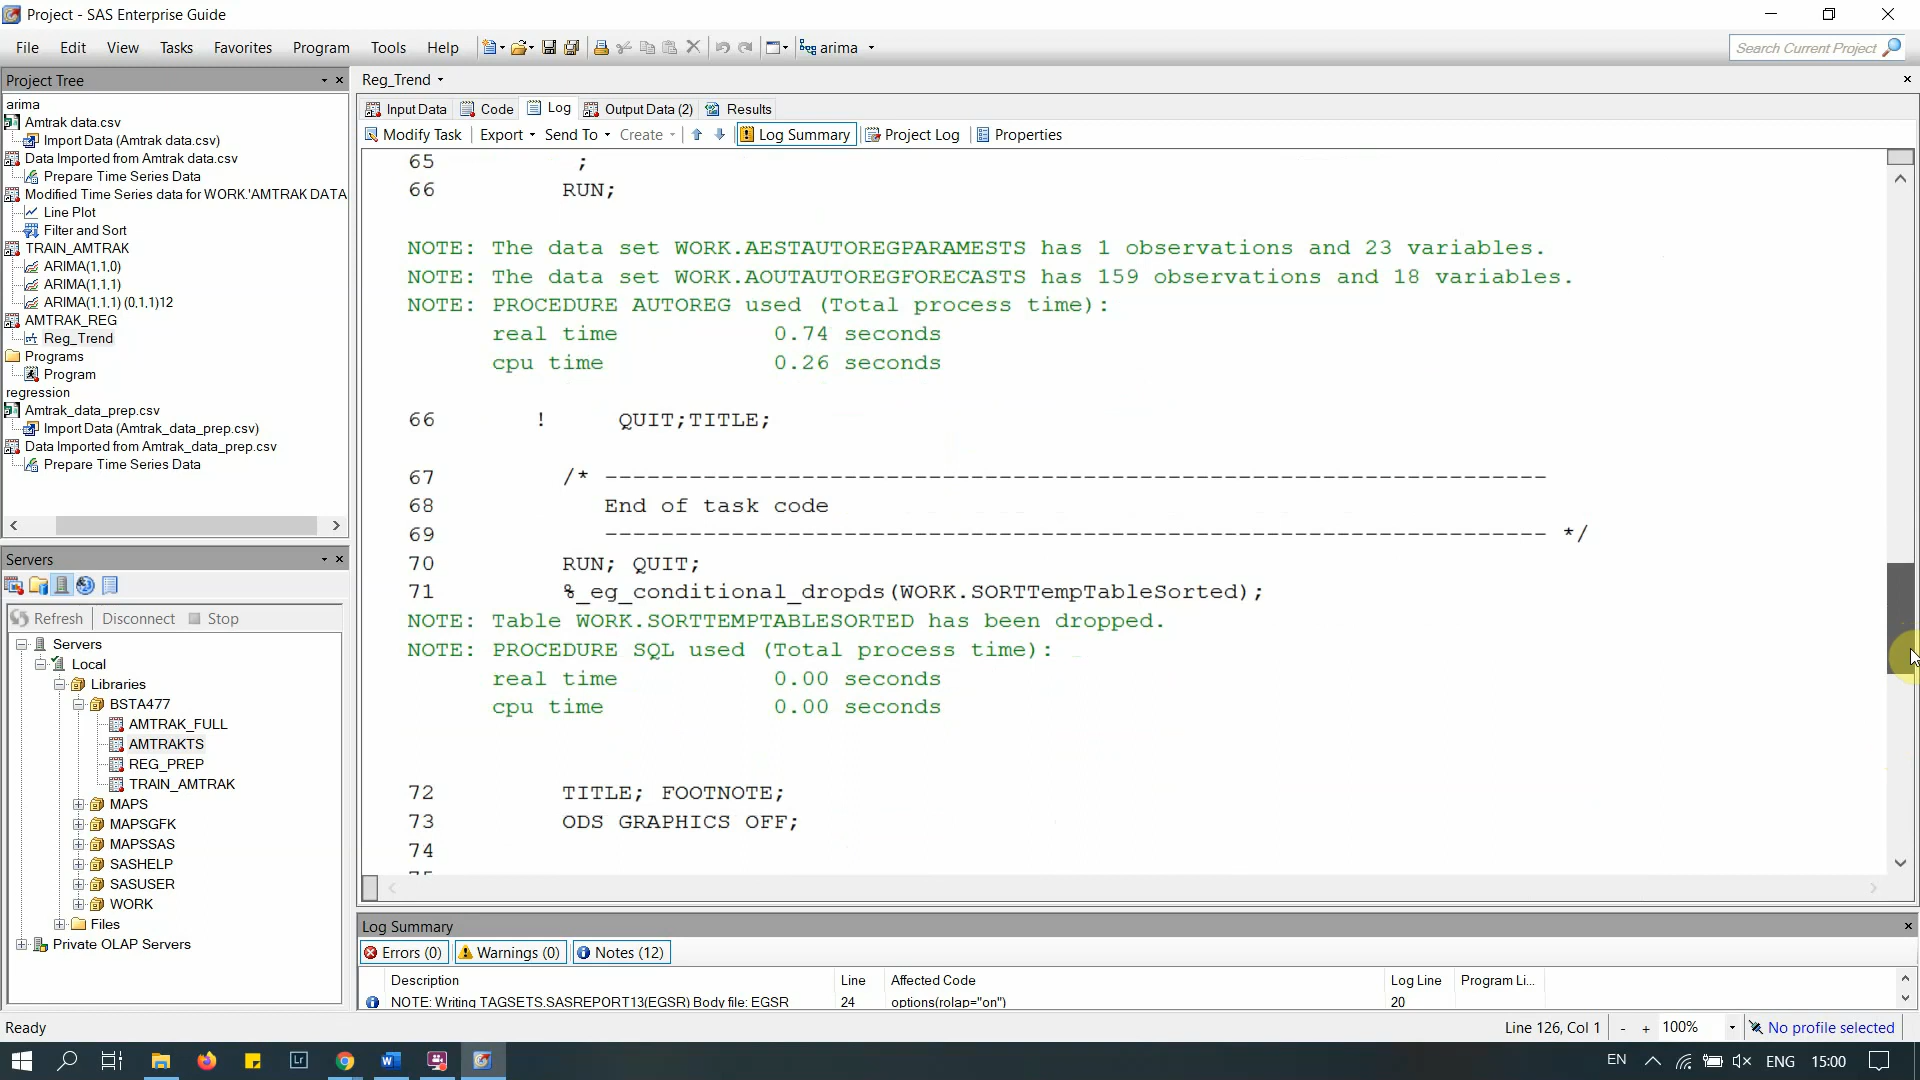 Project - SAS Enterprise Guide
File Edit View Tasks Favorites Program Tools Help arima Search Current Project
Project Tree
arima
Amtrak data.csv
Import Data (Amtrak data.csv)
Data Imported from Amtrak data.csv
Prepare Time Series Data
Modified Time Series data for WORK.'AMTRAK DATA
Line Plot
Filter and Sort
TRAIN_AMTRAK
ARIMA(1,1,0)
ARIMA(1,1,1)
ARIMA(1,1,1) (0,1,1)12
AMTRAK_REG
Reg_Trend
Programs
Program
regression
Amtrak_data_prep.csv
Import Data (Amtrak_data_prep.csv)
Data Imported from Amtrak_data_prep.csv
Prepare Time Series Data
Servers
Refresh Disconnect Stop
Servers
Local
Libraries
BSTA477
AMTRAK_FULL
AMTRAKTS
REG_PREP
TRAIN_AMTRAK
MAPS
MAPSGFK
MAPSSAS
SASHELP
SASUSER
WORK
Files
Private OLAP Servers
Reg_Trend
Input Data Code Log Output Data (2) Results
Modify Task Export Send To Create Log Summary Project Log Properties
65 ;
66 RUN;
NOTE: The data set WORK.AESTAUTOREGPARAMESTS has 1 observations and 23 variables.
NOTE: The data set WORK.AOUTAUTOREGFORECASTS has 159 observations and 18 variables.
NOTE: PROCEDURE AUTOREG used (Total process time):
real time 0.74 seconds
cpu time 0.26 seconds
66 ! QUIT;TITLE;
67 /* -------------------------------------------------------------------
68 End of task code
69 ------------------------------------------------------------------- */
70 RUN; QUIT;
71 %_eg_conditional_dropds(WORK.SORTTempTableSorted);
NOTE: Table WORK.SORTTEMPTABLESORTED has been dropped.
NOTE: PROCEDURE SQL used (Total process time):
real time 0.00 seconds
cpu time 0.00 seconds
72 TITLE; FOOTNOTE;
73 ODS GRAPHICS OFF;
74
Log Summary
Errors (0) Warnings (0) Notes (12)
Description Line Affected Code Log Line Program Li...
NOTE: Writing TAGSETS.SASREPORT13(EGSR) Body file: EGSR 24 options(rolap="on") 20
Ready Line 126, Col 1 - + 100% No profile selected
Lr EN ENG 15:00